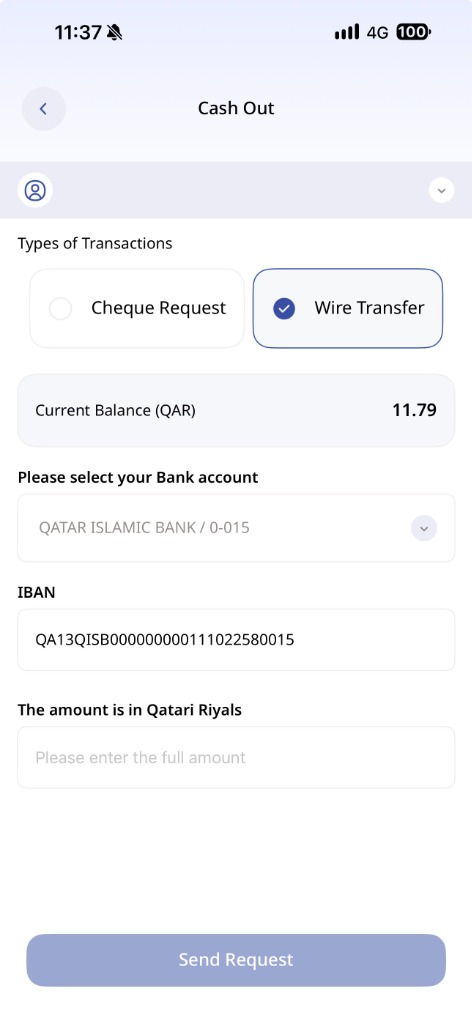 11:37
4G
100
Cash Out
Types of Transactions
Cheque Request
Wire Transfer
Current Balance (QAR)
11.79
Please select your Bank account
QATAR ISLAMIC BANK / 0-015
IBAN
QA13QISB000000000111022580015
The amount is in Qatari Riyals
Please enter the full amount
Send Request